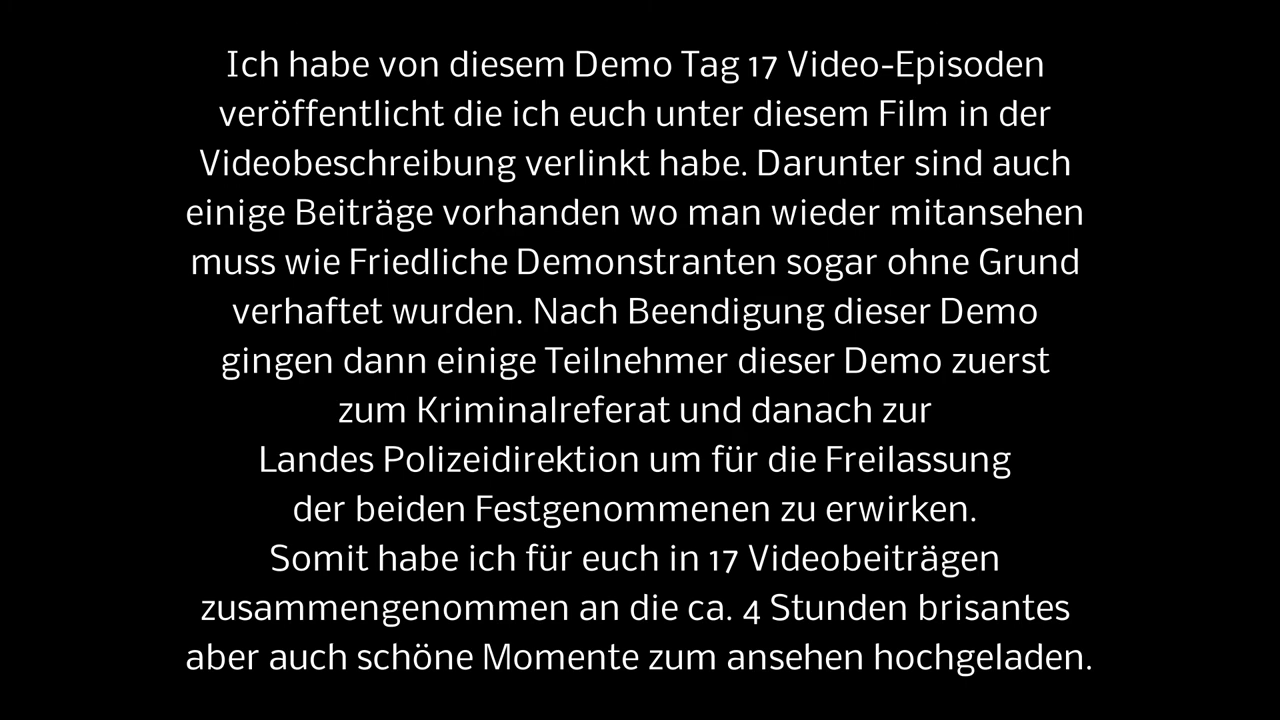 Ich habe von diesem Demo Tag 17 Video-Episoden
veröffentlicht die ich euch unter diesem Film in der
Videobeschreibung verlinkt habe. Darunter sind auch
einige Beiträge vorhanden wo man wieder mitansehen
muss wie Friedliche Demonstranten sogar ohne Grund
verhaftet wurden. Nach Beendigung dieser Demo
gingen dann einige Teilnehmer dieser Demo zuerst
zum Kriminalreferat und danach zur
Landes Polizeidirektion um für die Freilassung
der beiden Festgenommenen zu erwirken.
Somit habe ich für euch in 17 Videobeiträgen
zusammengenommen an die ca. 4 Stunden brisantes
aber auch schöne Momente zum ansehen hochgeladen.